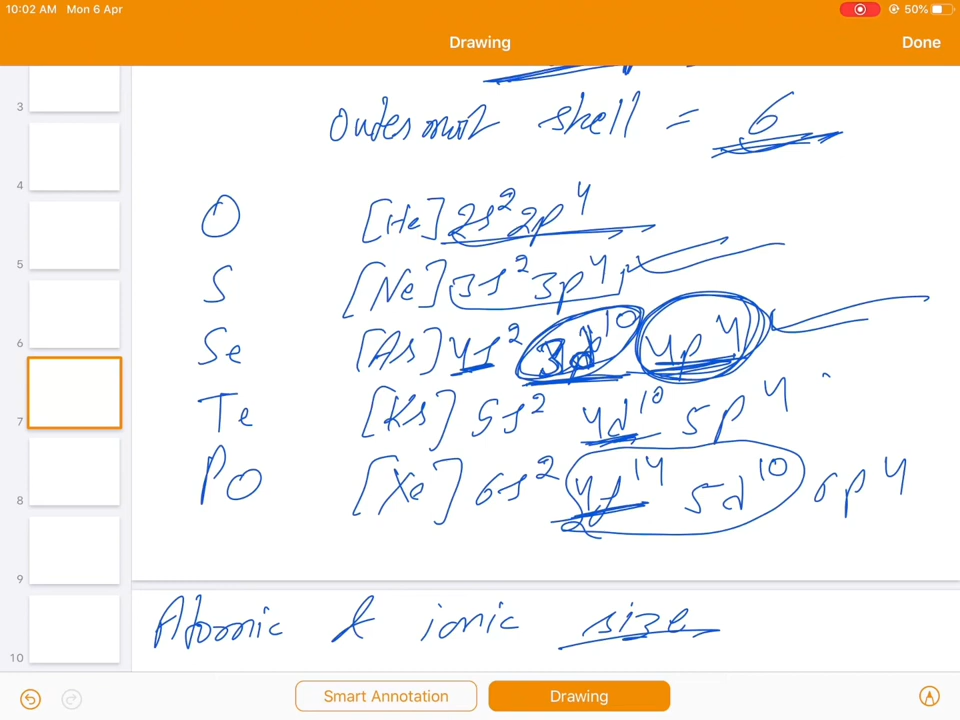 10:02 AM Mon 6 Apr
50%
Drawing
Done
3
4
5
6
7
8
9
10
Outermost shell = 6
O [He] 2s² 2p⁴
S [Ne] 3s² 3p⁴
Se [Ar] 4s² 3d¹⁰ 4p⁴
Te [Kr] 5s² 4d¹⁰ 5p⁴
Po [Xe] 6s² 4f¹⁴ 5d¹⁰ 6p⁴
Atomic & ionic size
Smart Annotation
Drawing